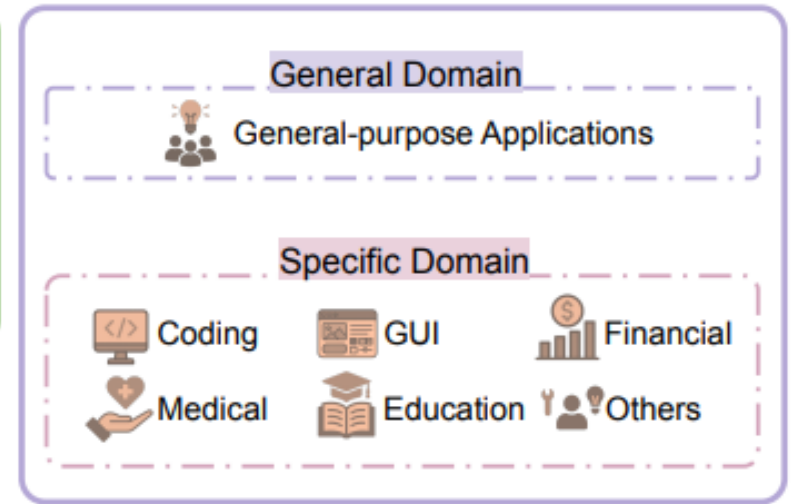 General Domain
General-purpose Applications
Specific Domain
</> Coding GUI $ Financial
Medical Education Others